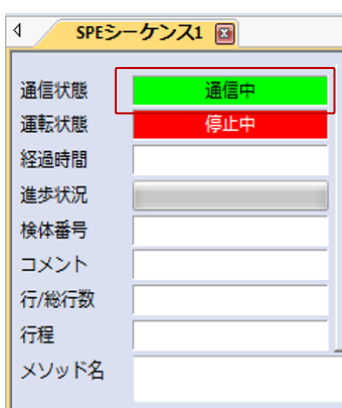 SPEシーケンス1
通信状態 通信中
運転状態 停止中
経過時間
進歩状況
検体番号
コメント
行/総行数
行程
メソッド名